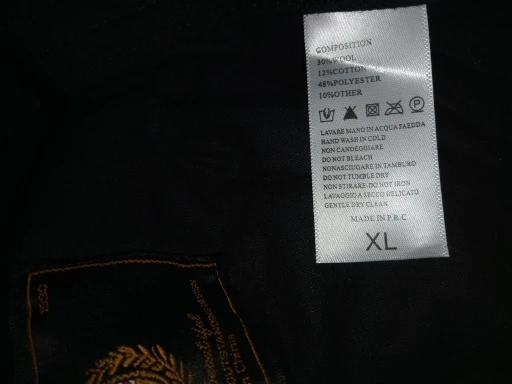 COMPOSITION
30%WOOL
12%COTTON
48%POLYESTER
10%OTHER
P
LAVARE MANO IN ACQUA FAEDDA
HAND WASH IN COLD
NON CANDEGGIARE
DO NOT BLEACH
NONASCIUGARE IN TAMBURO
DO NOT TUMBLE DRY
NON STIRARE-DO NOT IRON
LAVAGGIO A SECCO DELICATO
GENTLE DRY CLEAN
MADE IN P.R.C
XL